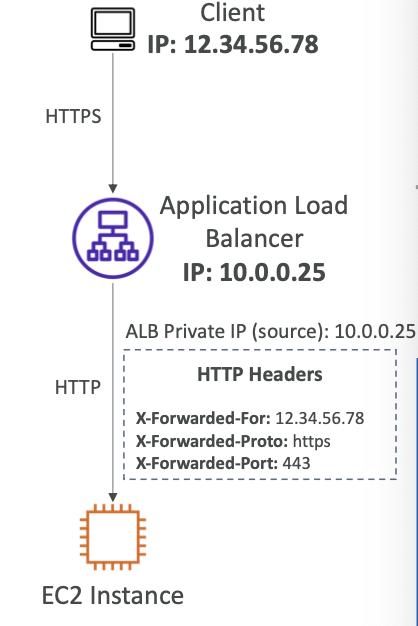 Client
IP: 12.34.56.78
HTTPS
Application Load
Balancer
IP: 10.0.0.25
ALB Private IP (source): 10.0.0.25
HTTP
HTTP Headers
X-Forwarded-For: 12.34.56.78
X-Forwarded-Proto: https
X-Forwarded-Port: 443
EC2 Instance